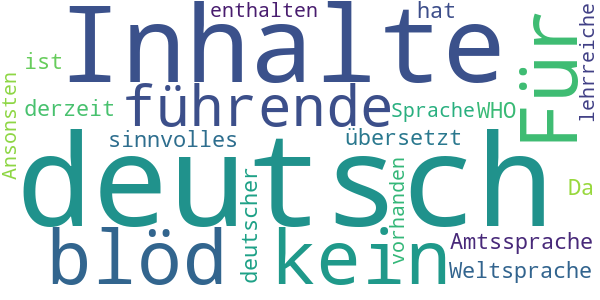 enthalten
hat
Inhalte
Für
lehrreiche
ist
führende
derzeit
Sprache
WHO
Ansonsten
sinnvolles
übersetzt
deutsch
vorhanden
deutscher
Da
blöd
kein
Amtssprache
Weltsprache